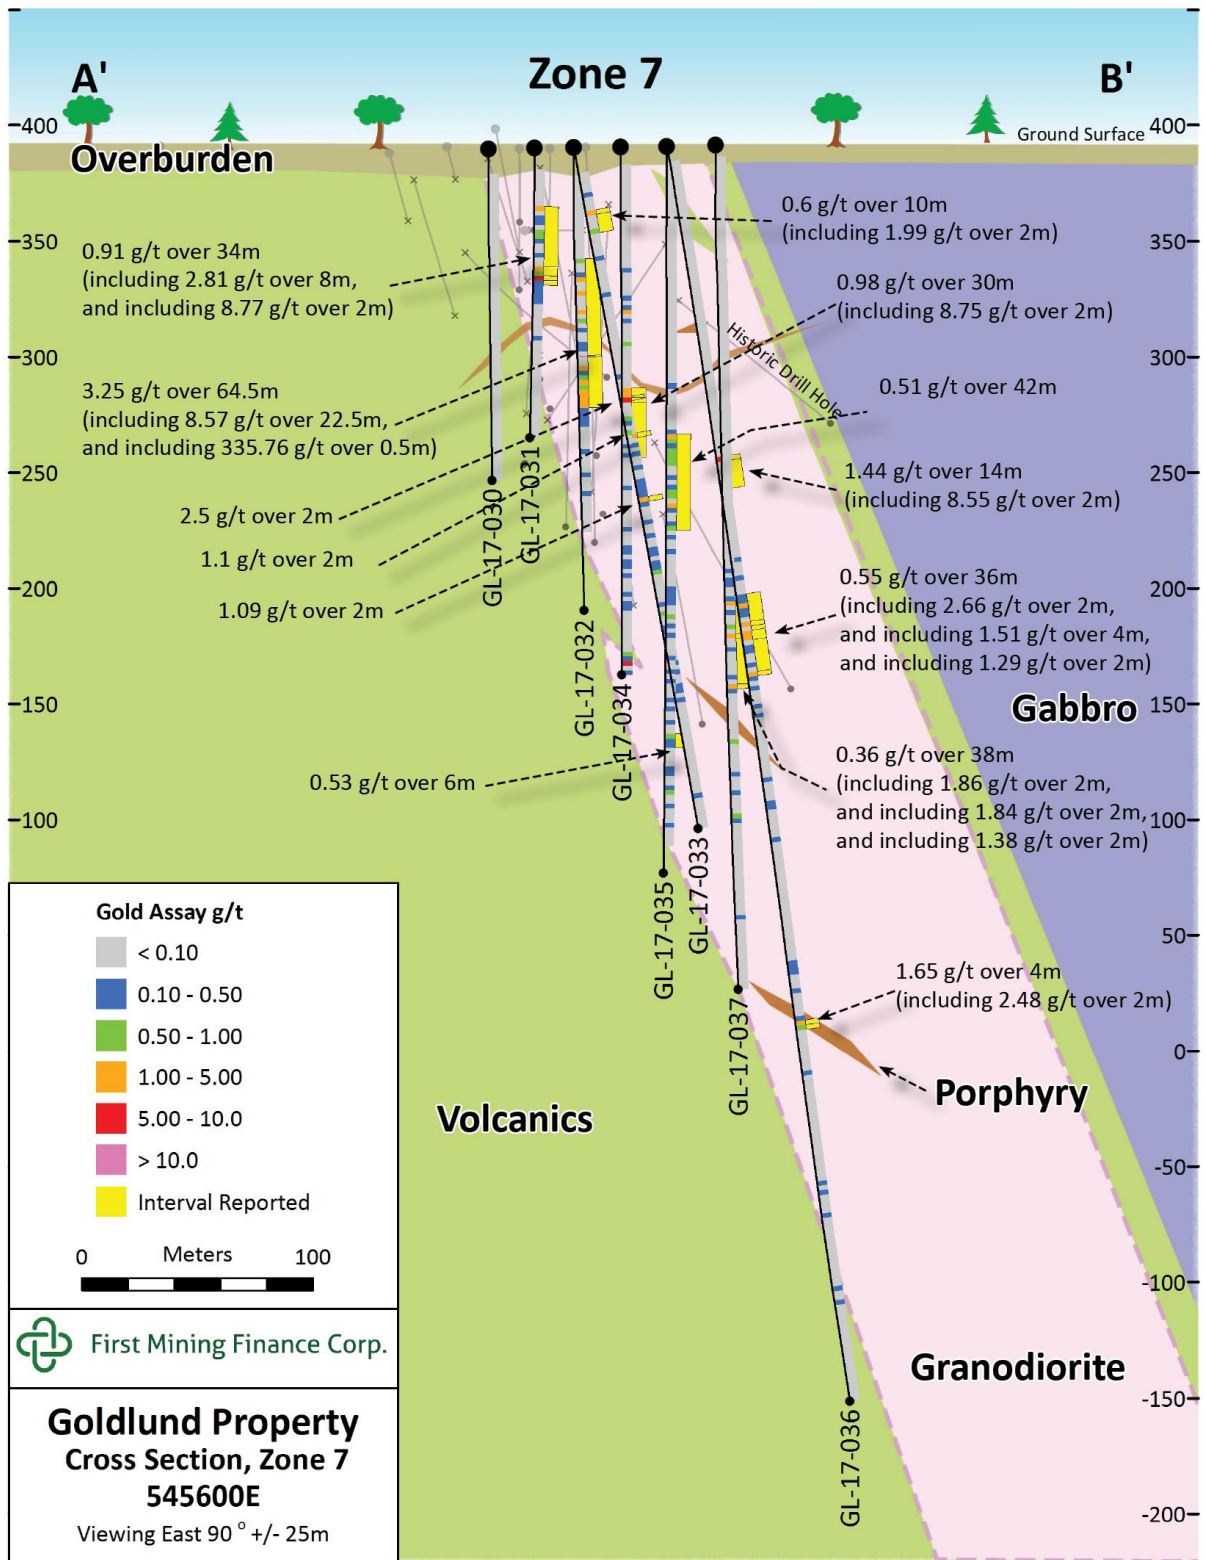 Zone 7
A'
B'
400
400
Ground Surface
Overburden
350
350
300
300
250
250
200
200
150
150
100
100
50
0
-50
-100
-150
-200
0.91 g/t over 34m
(including 2.81 g/t over 8m,
and including 8.77 g/t over 2m)
3.25 g/t over 64.5m
(including 8.57 g/t over 22.5m,
and including 335.76 g/t over 0.5m)
2.5 g/t over 2m
1.1 g/t over 2m
1.09 g/t over 2m
0.53 g/t over 6m
0.6 g/t over 10m
(including 1.99 g/t over 2m)
0.98 g/t over 30m
(including 8.75 g/t over 2m)
Historic Drill Hole
0.51 g/t over 42m
1.44 g/t over 14m
(including 8.55 g/t over 2m)
0.55 g/t over 36m
(including 2.66 g/t over 2m,
and including 1.51 g/t over 4m,
and including 1.29 g/t over 2m)
Gabbro
0.36 g/t over 38m
(including 1.86 g/t over 2m,
and including 1.84 g/t over 2m,
and including 1.38 g/t over 2m)
1.65 g/t over 4m
(including 2.48 g/t over 2m)
Porphyry
Volcanics
Granodiorite
GL-17-030
GL-17-031
GL-17-032
GL-17-034
GL-17-035
GL-17-033
GL-17-037
GL-17-036
Gold Assay g/t
< 0.10
0.10 - 0.50
0.50 - 1.00
1.00 - 5.00
5.00 - 10.0
> 10.0
Interval Reported
0 Meters 100
First Mining Finance Corp.
Goldlund Property
Cross Section, Zone 7
545600E
Viewing East 90 º +/- 25m